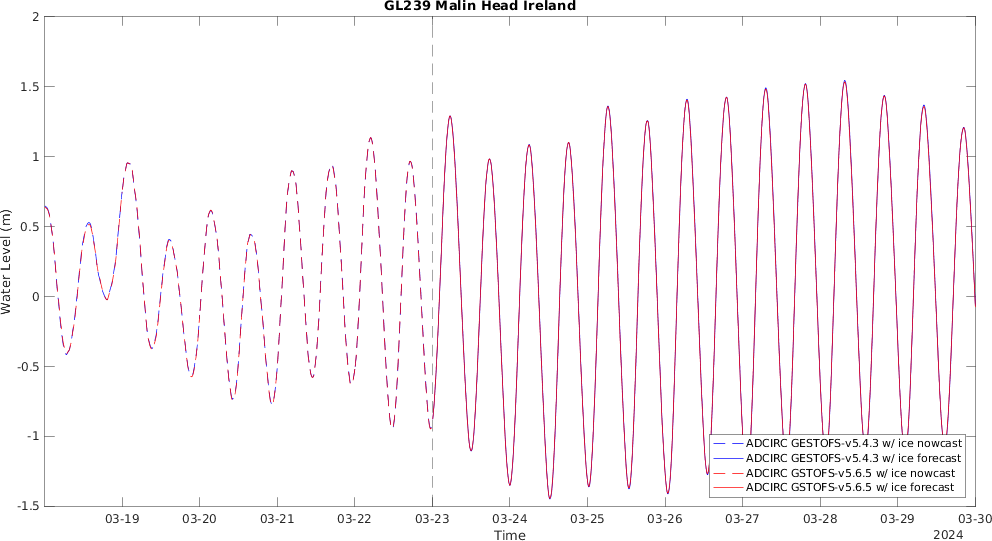 GL239 Malin Head Ireland
Water Level (m)
2
1.5
1
0.5
0
-0.5
-1
-1.5
ADCIRC GESTOFS-v5.4.3 w/ ice nowcast
ADCIRC GESTOFS-v5.4.3 w/ ice forecast
ADCIRC GSTOFS-v5.6.5 w/ ice nowcast
ADCIRC GSTOFS-v5.6.5 w/ ice forecast
03-19 03-20 03-21 03-22 03-23 03-24 03-25 03-26 03-27 03-28 03-29 03-30
Time
2024